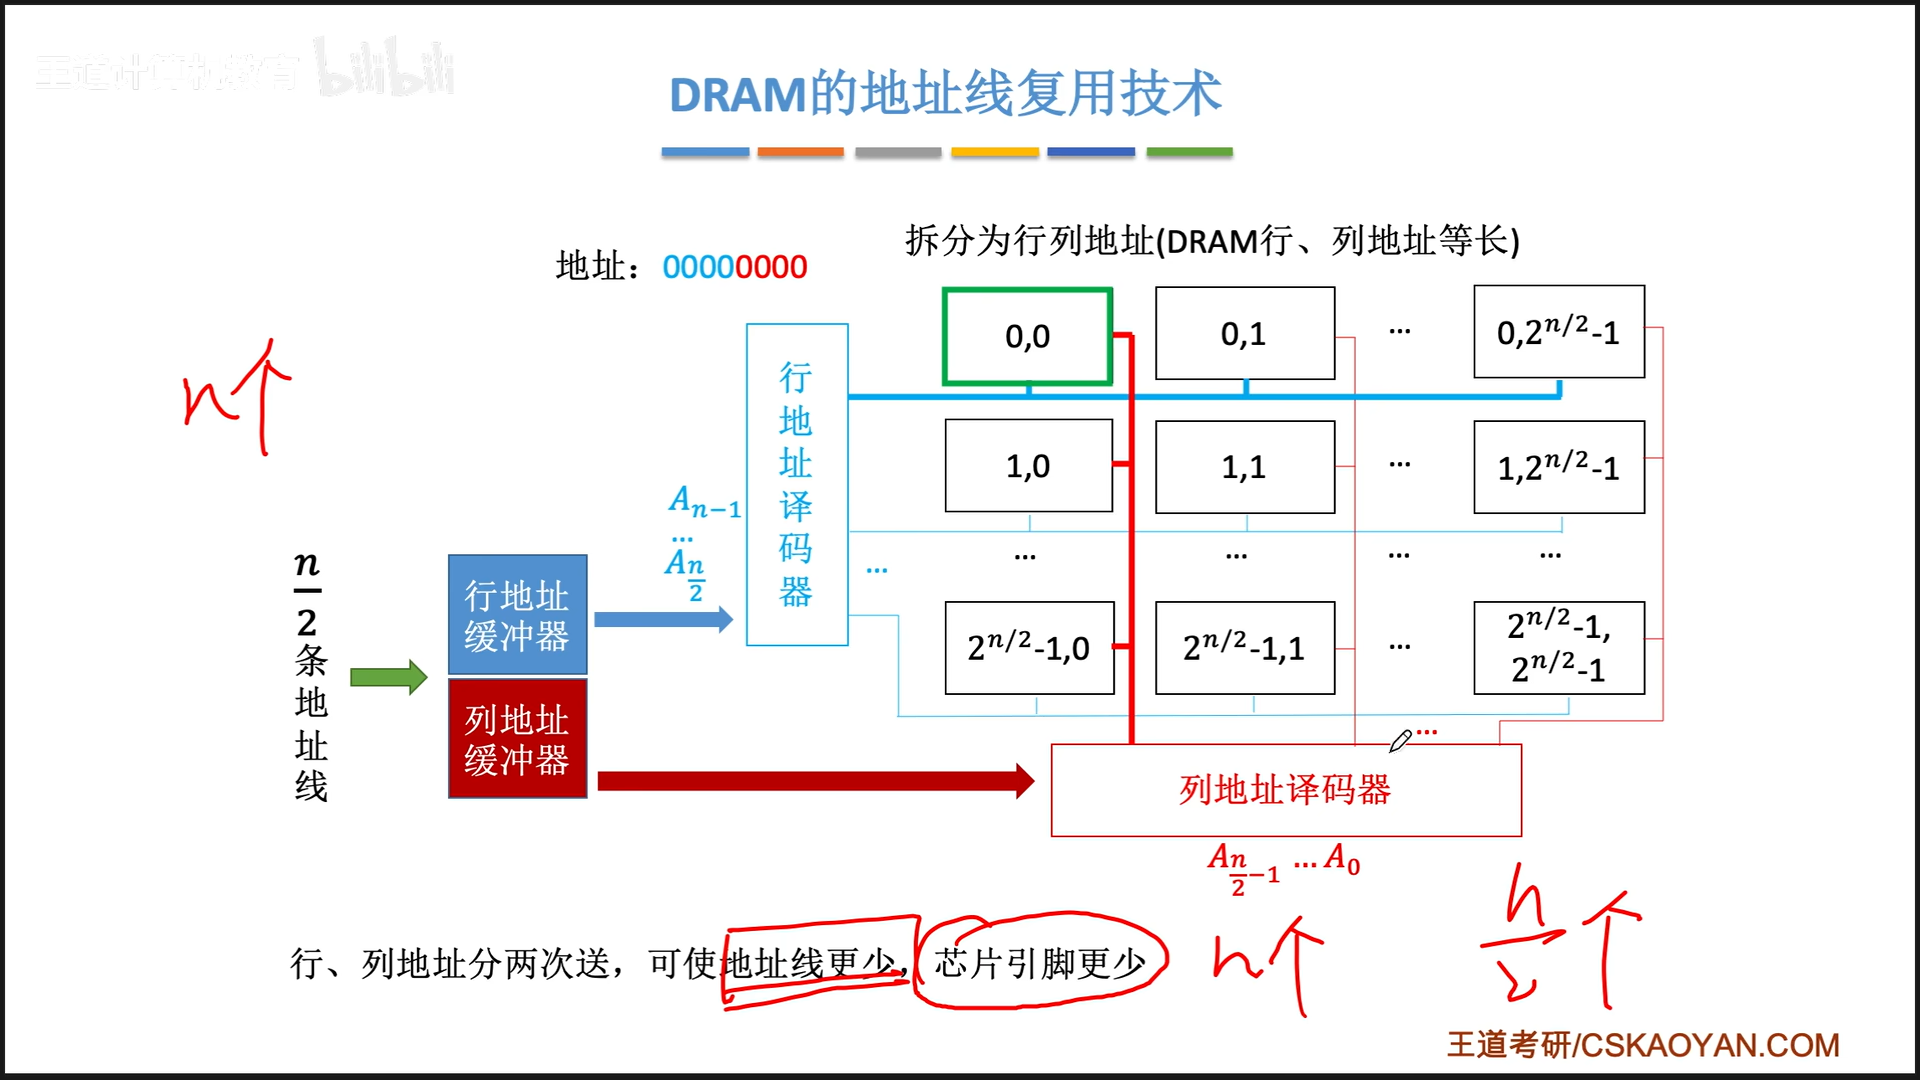 王道计算机教育 bilibili
DRAM的地址线复用技术
地址：00000000
拆分为行列地址(DRAM行、列地址等长)
0,0
0,1
...
0,2^{n/2}-1
1,0
1,1
...
1,2^{n/2}-1
...
...
...
...
2^{n/2}-1,0
2^{n/2}-1,1
...
2^{n/2}-1,
2^{n/2}-1
行地址译码器
...
A_{n-1}
...
A_{n/2}
n个
n/2条地址线
行地址
缓冲器
列地址
缓冲器
...
列地址译码器
A_{n/2-1} ...A_0
行、列地址分两次送，可使地址线更少，芯片引脚更少
n个
n/2个
王道考研/CSKAOYAN.COM